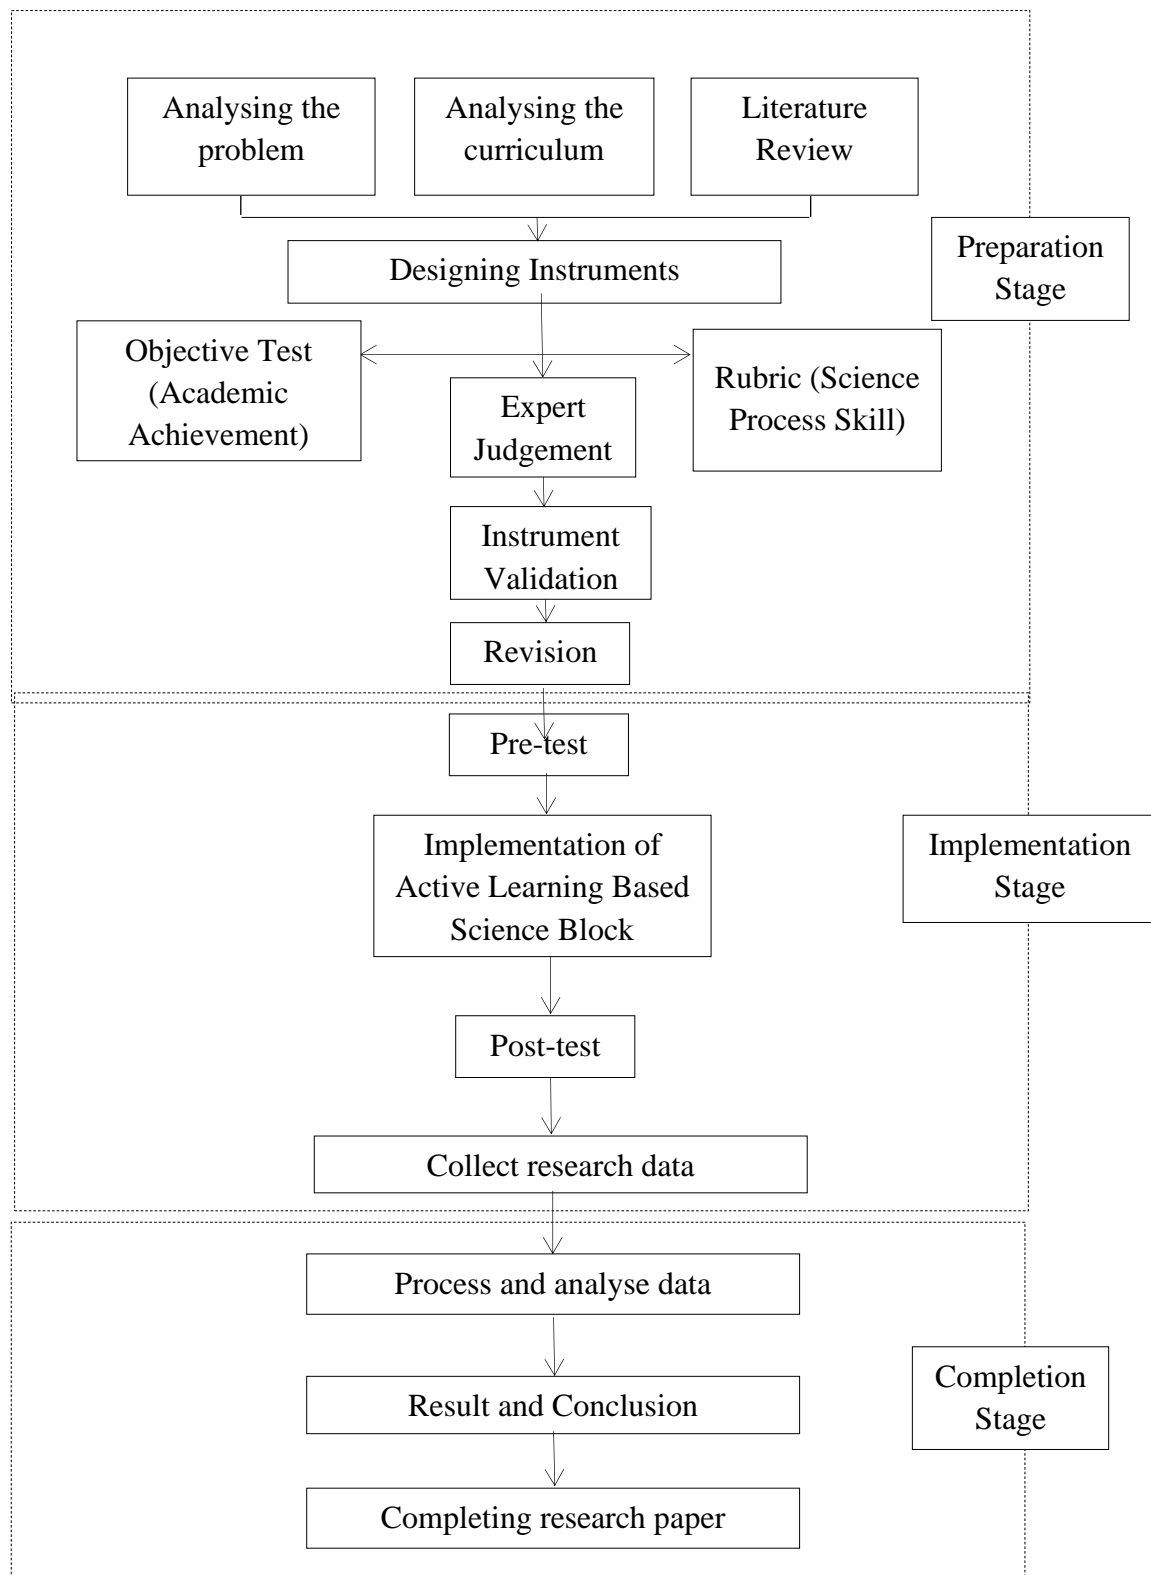 Analysing the
problem
Analysing the
curriculum
Literature
Review
Designing Instruments
Preparation
Stage
Objective Test
(Academic
Achievement)
Expert
Judgement
Rubric (Science
Process Skill)
Instrument
Validation
Revision
Pre-test
Implementation of
Active Learning Based
Science Block
Implementation
Stage
Post-test
Collect research data
Process and analyse data
Result and Conclusion
Completion
Stage
Completing research paper